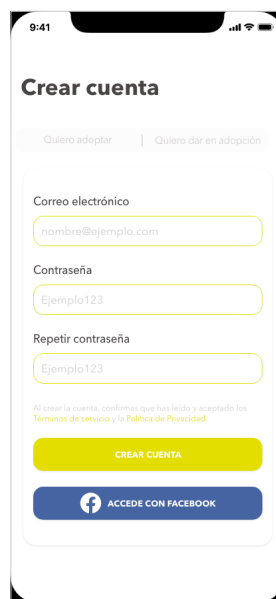 9:41
Crear cuenta
Quiero adoptar | Quiero dar en adopción
Correo electrónico
nombre@ejemplo.com
Contraseña
Ejemplo123
Repetir contraseña
Ejemplo123
Al crear la cuenta, confirmas que has leído y aceptado los
Términos de servicio y la Política de Privacidad.
CREAR CUENTA
ACCEDE CON FACEBOOK